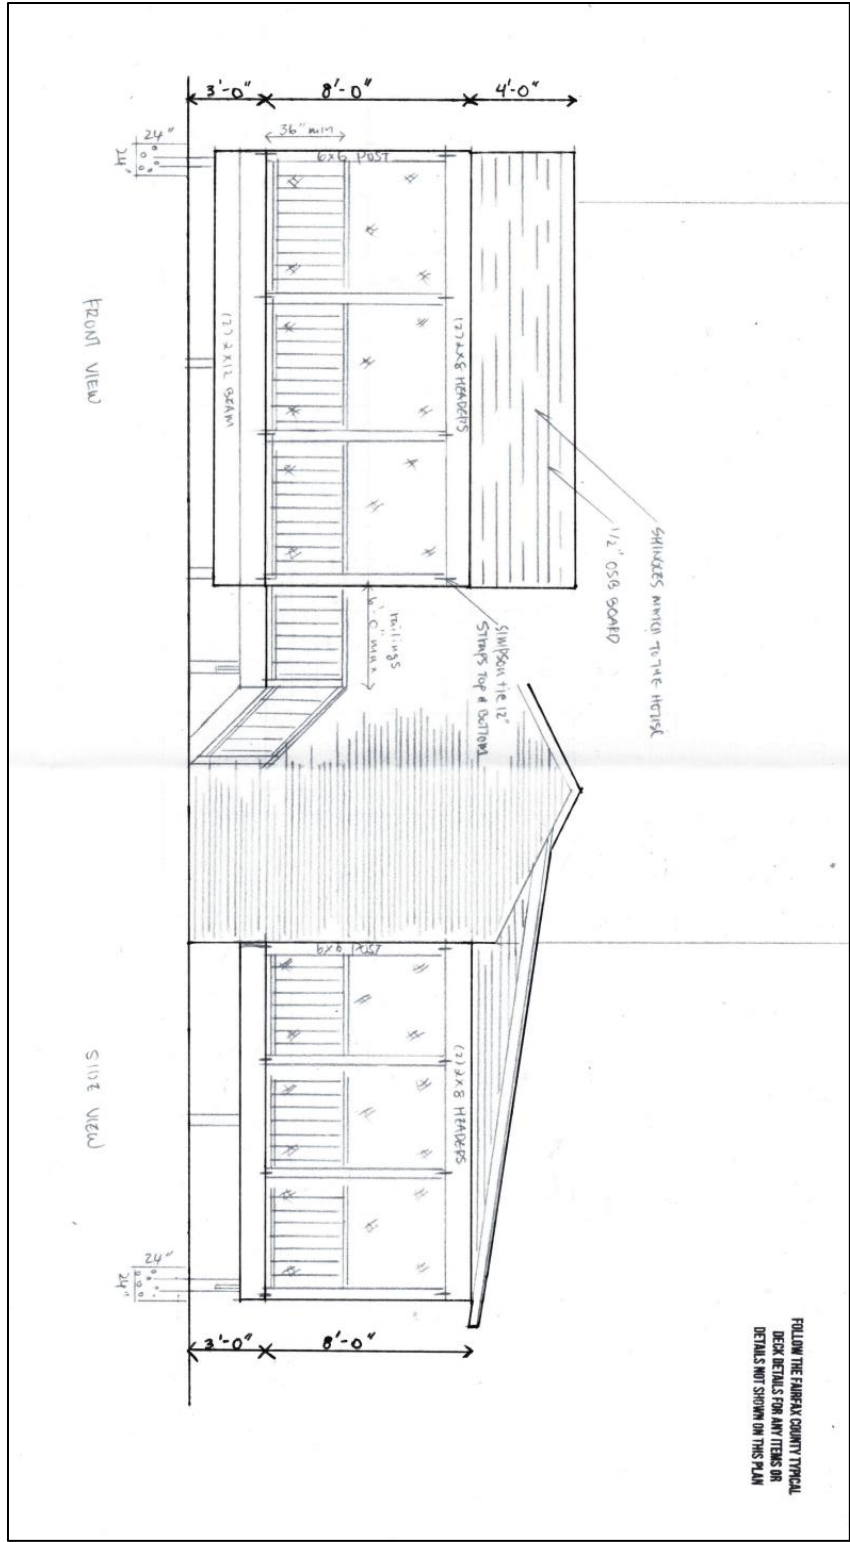 3'-0"
8'-0"
4'-0"
24"
24"
36" min
6x6 POST
(2) 2x12 BEAM
(2) 2x8 HEADERS
FRONT VIEW
SHINGLES MATCH TO THE HOUSE
1/2" OSB BOARD
SIMPSON tie 12"
STRAPS TOP & BOTTOM
railings
6'-0" max
6x6 POST
(2) 2x8 HEADERS
SIDE VIEW
24"
24"
3'-0"
8'-0"
FOLLOW THE FAIRFAX COUNTY TYPICAL
DECK DETAILS FOR ANY ITEMS OR
DETAILS NOT SHOWN ON THIS PLAN